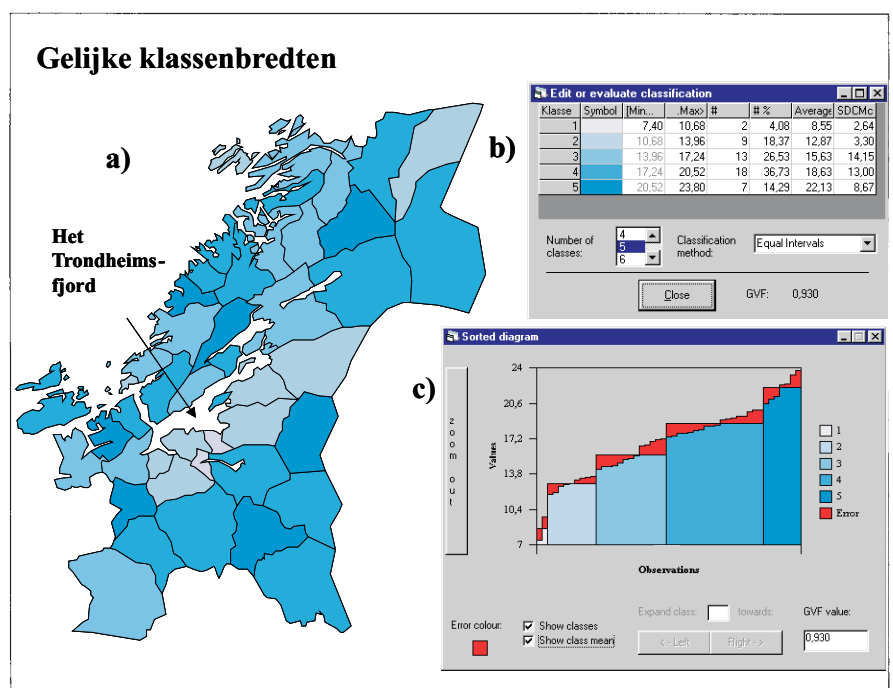 Gelijke klassenbredten
a)
Het
Trondheims-
fjord
b)
Edit or evaluate classification
Klasse Symbol [Min... ..Max> # # % Average SDCMc
1 7,40 10,68 2 4,08 8,55 2,64
2 10,68 13,96 9 18,37 12,87 3,30
3 13,96 17,24 13 26,53 15,63 14,15
4 17,24 20,52 18 36,73 18,63 13,00
5 20,52 23,80 7 14,29 22,13 8,67
Number of classes:
4
5
6
Classification method:
Equal Intervals
Close
GVF: 0,930
c)
Sorted diagram
zoom out
Values
24
20,6
17,2
13,8
10,4
7
Observations
1
2
3
4
5
Error
Error colour:
Show classes
Show class mean
Expand class: towards:
< - Left
Right - >
GVF value:
0,930